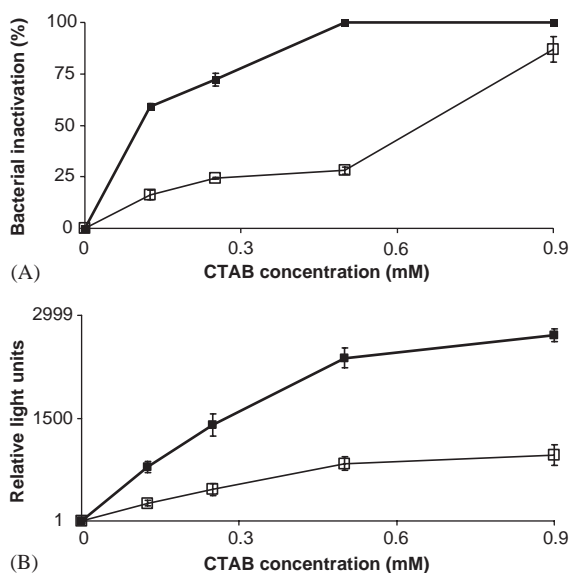 100
75
50
25
0
Bacterial inactivation (%)
0 0.3 0.6 0.9
(A) CTAB concentration (mM)
2999
1500
1
Relative light units
0 0.3 0.6 0.9
(B) CTAB concentration (mM)